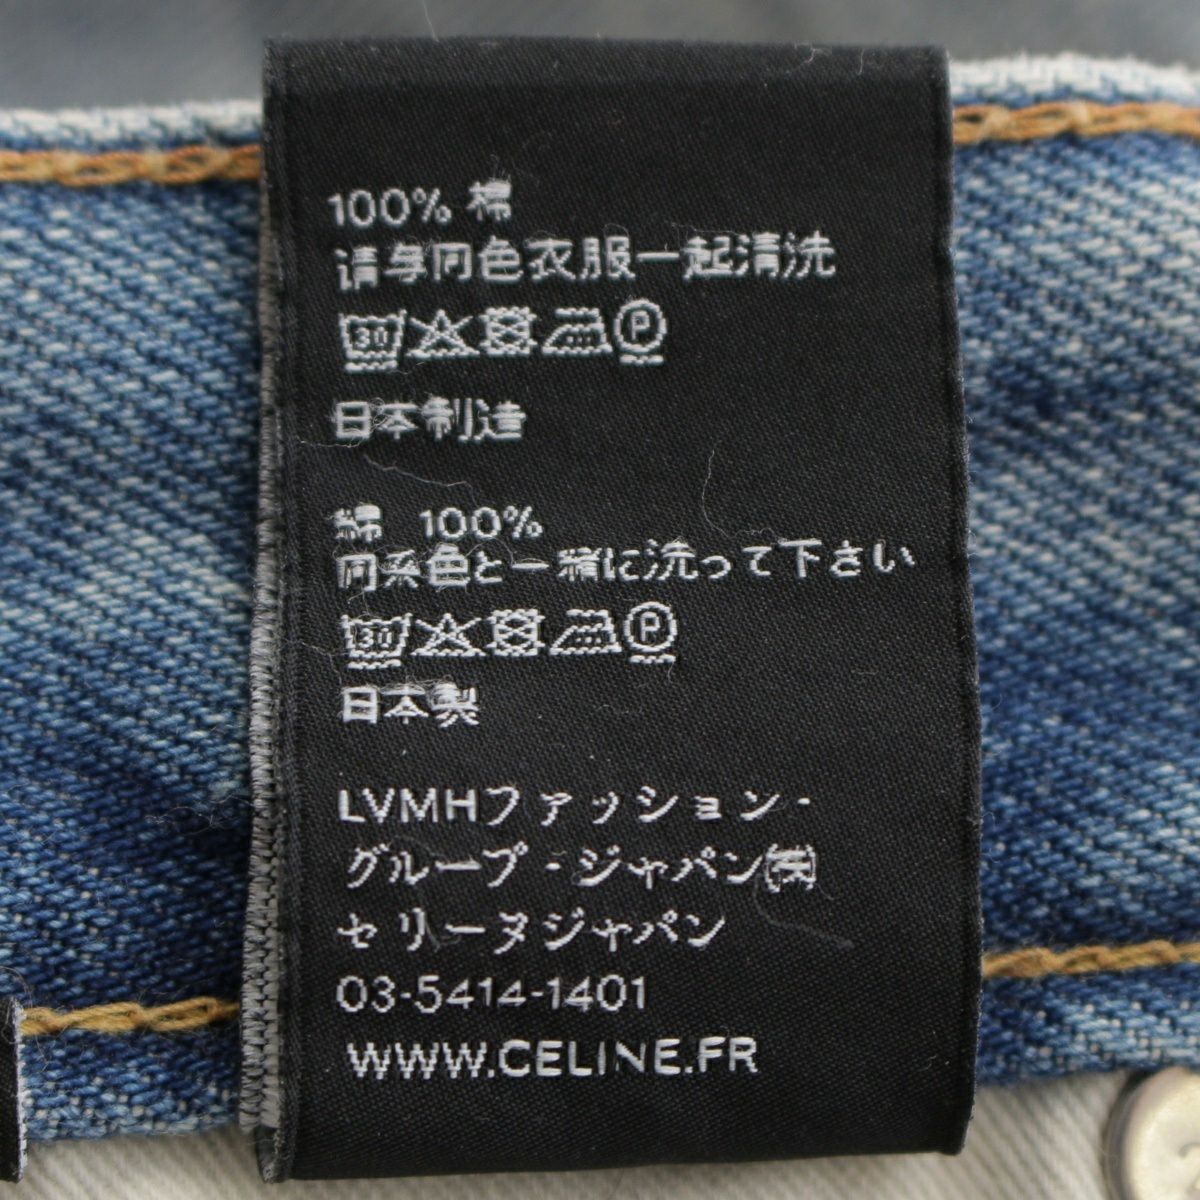 100% 棉
请与同色衣服一起清洗
30 P
日本制造
綿 100%
同系色と一緒に洗って下さい
30 P
日本製
LVMHファッション・
グループ・ジャパン㈱
セリーヌジャパン
03-5414-1401
WWW.CELINE.FR